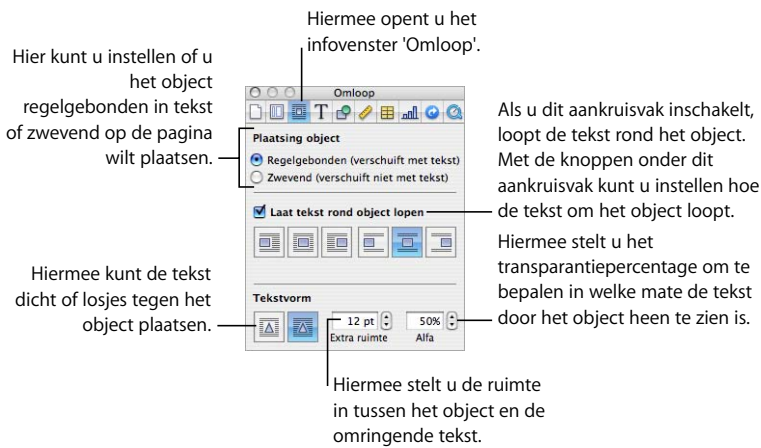 Hiermee opent u het
infovenster 'Omloop'.
Hier kunt u instellen of u
het object
regelgebonden in tekst
of zwevend op de pagina
wilt plaatsen.
Omloop
Plaatsing object
Regelgebonden (verschuift met tekst)
Zwevend (verschuift niet met tekst)
Laat tekst rond object lopen
Als u dit aankruisvak inschakelt,
loopt de tekst rond het object.
Met de knoppen onder dit
aankruisvak kunt u instellen hoe
de tekst om het object loopt.
Hiermee kunt de tekst
dicht of losjes tegen het
object plaatsen.
Tekstvorm
12 pt
50%
Extra ruimte
Alfa
Hiermee stelt u het
transparantiepercentage om te
bepalen in welke mate de tekst
door het object heen te zien is.
Hiermee stelt u de ruimte
in tussen het object en de
omringende tekst.